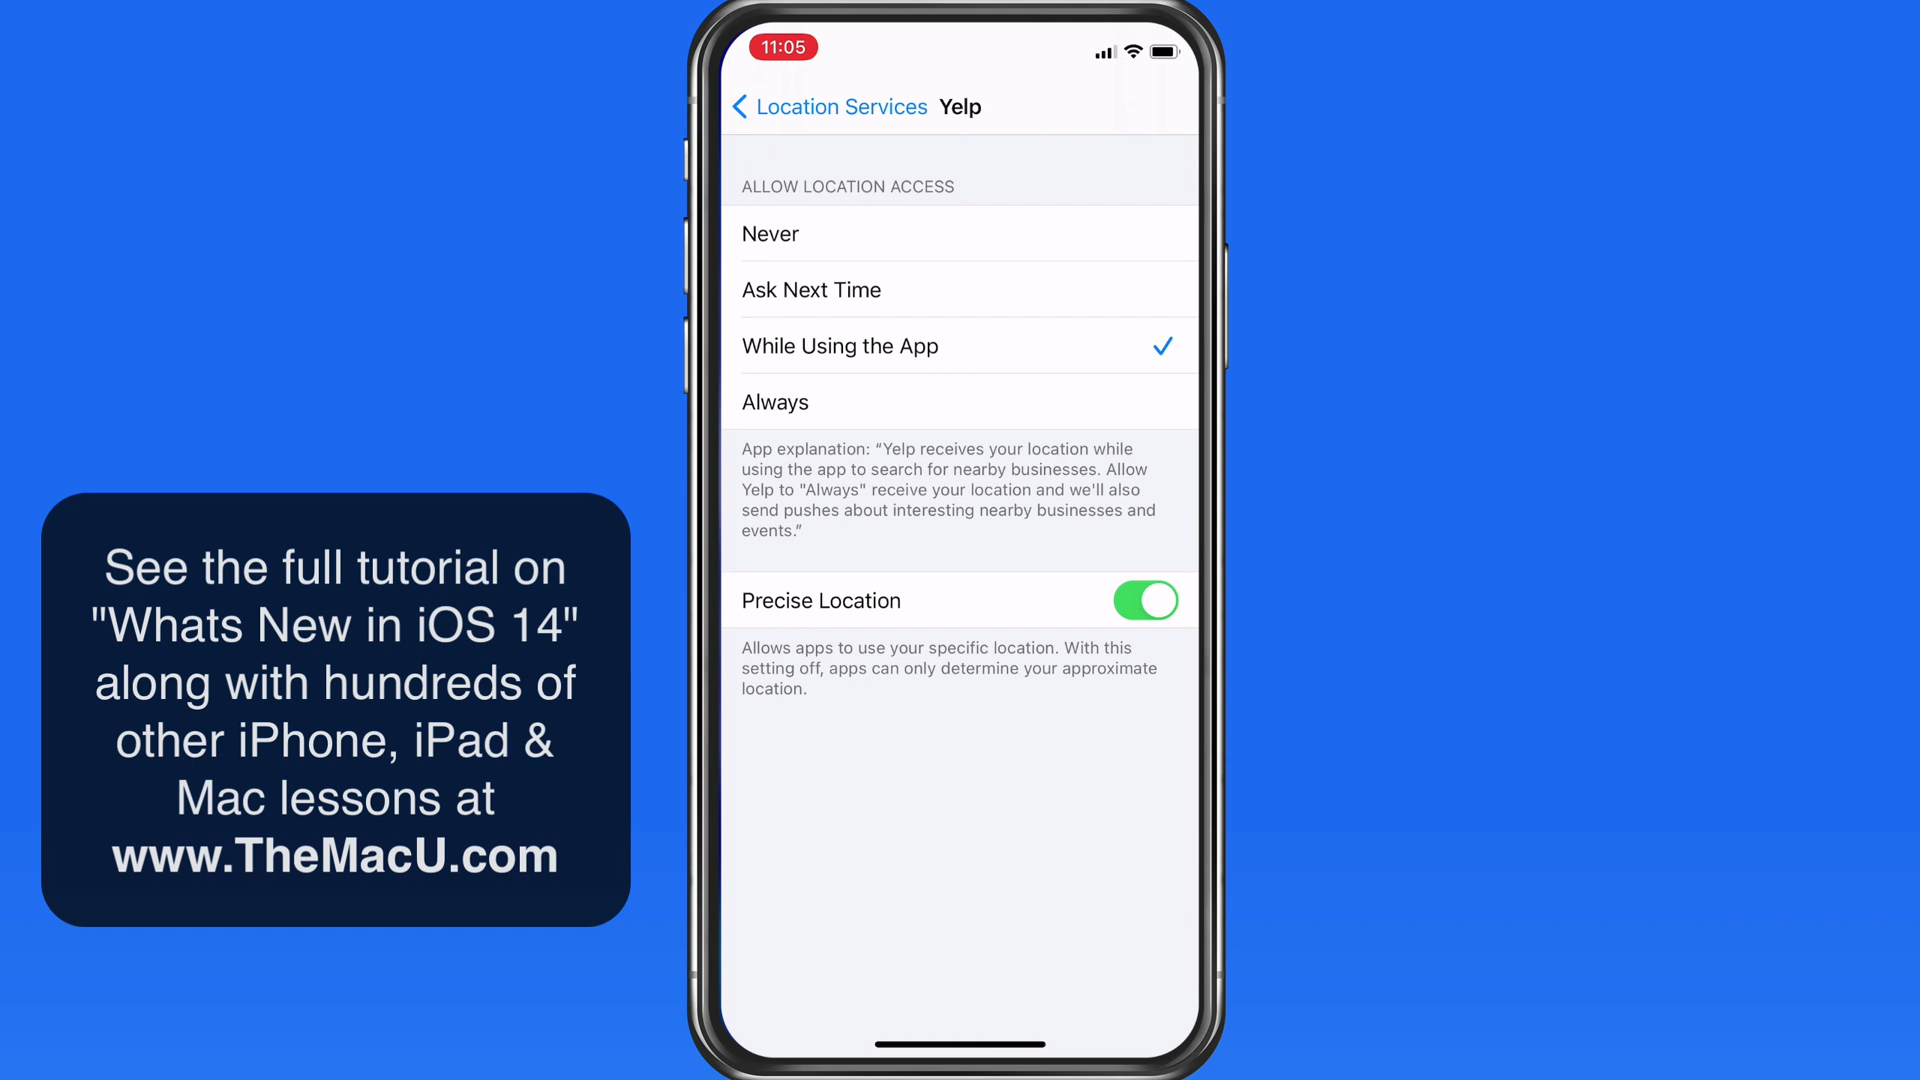 11:05
Location Services Yelp
ALLOW LOCATION ACCESS
Never
Ask Next Time
While Using the App
Always
App explanation: “Yelp receives your location while
using the app to search for nearby businesses. Allow
Yelp to "Always" receive your location and we'll also
send pushes about interesting nearby businesses and
events.”
Precise Location
Allows apps to use your specific location. With this
setting off, apps can only determine your approximate
location.
See the full tutorial on
"Whats New in iOS 14"
along with hundreds of
other iPhone, iPad &
Mac lessons at
www.TheMacU.com